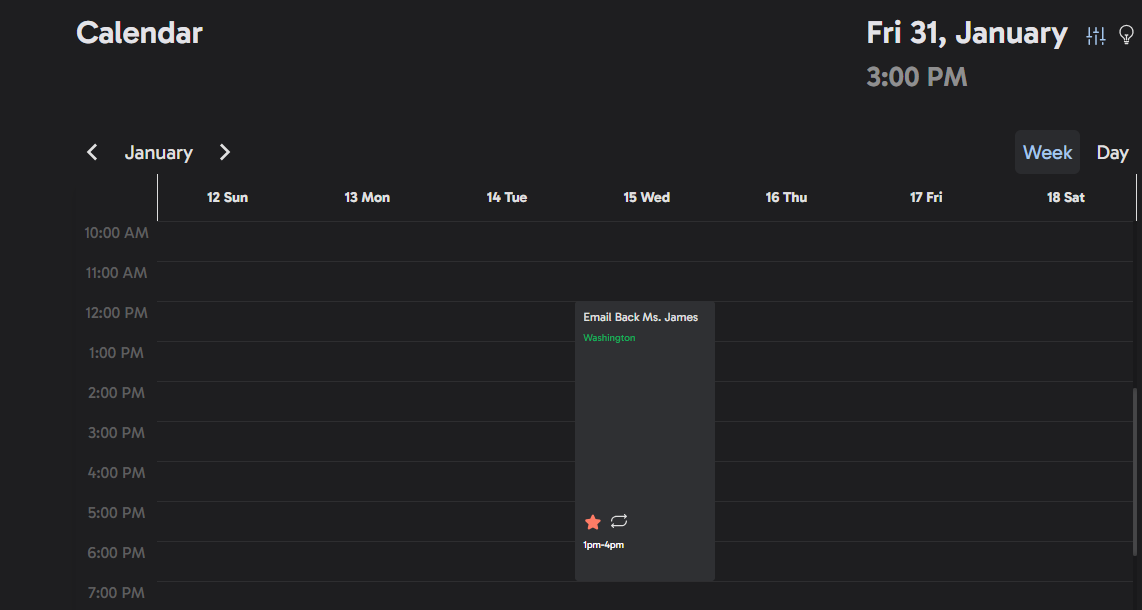 Calendar
Fri 31, January
3:00 PM
January
Week Day
12 Sun 13 Mon 14 Tue 15 Wed 16 Thu 17 Fri 18 Sat
10:00 AM
11:00 AM
12:00 PM
Email Back Ms. James
Washington
1:00 PM
2:00 PM
3:00 PM
4:00 PM
5:00 PM
1pm-4pm
6:00 PM
7:00 PM